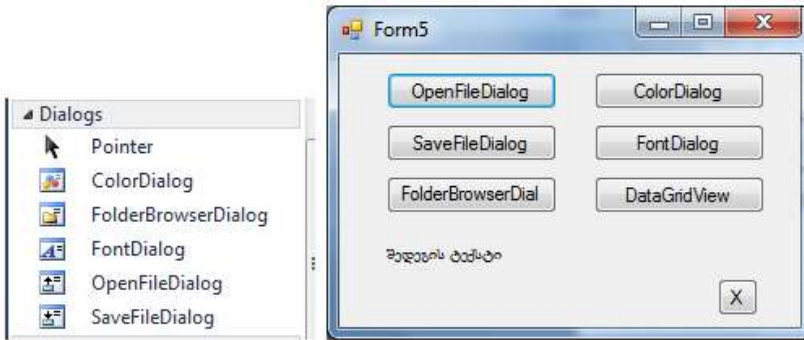 Dialogs
Pointer
ColorDialog
FolderBrowserDialog
FontDialog
OpenFileDialog
SaveFileDialog
Form5
OpenFileDialog ColorDialog
SaveFileDialog FontDialog
FolderBrowserDial DataGridView
შედეგის ტექსტი
X